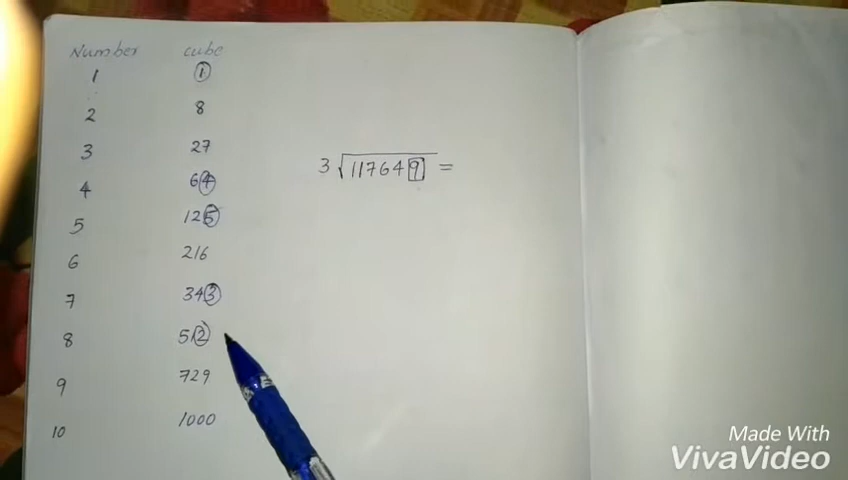 Number cube
1 1
2 8
3 27
4 64
5 125
6 216
7 343
8 512
9 729
10 1000
3 √117649 =
Made With
VivaVideo